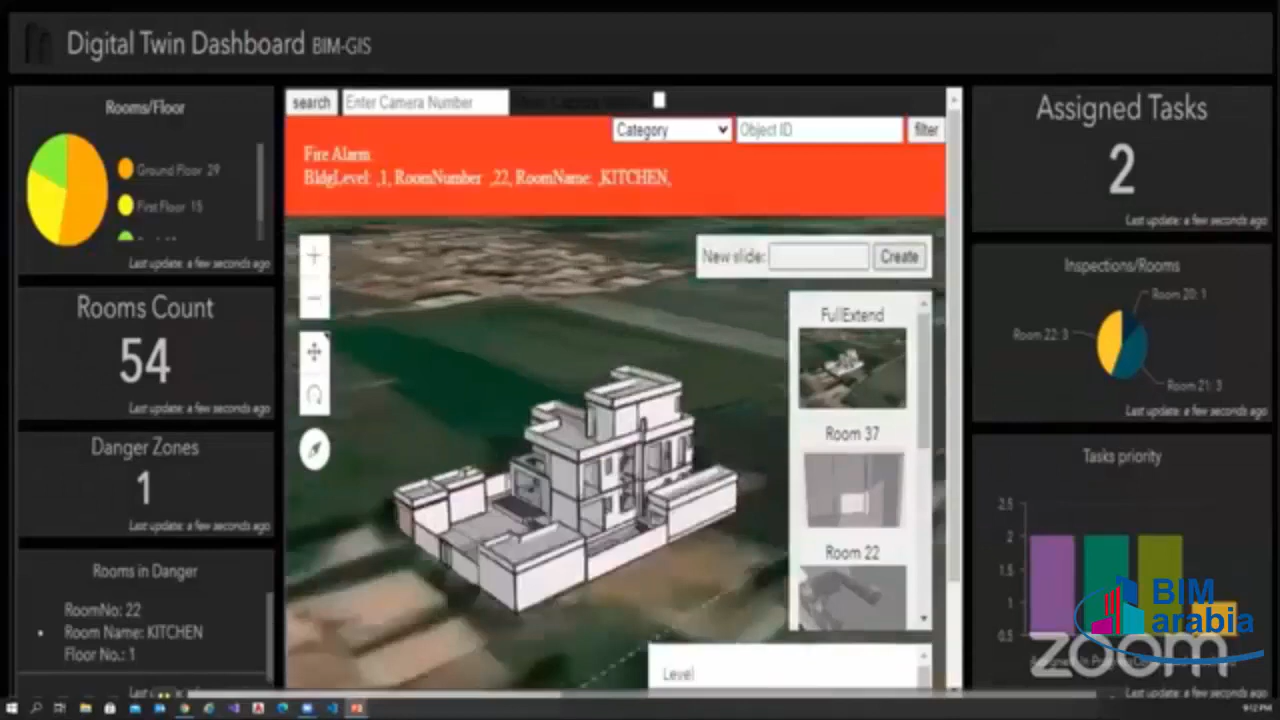 Digital Twin Dashboard BIM-GIS
Rooms/Floor
Ground Floor 29
First Floor 15
Last update: a few seconds ago
Rooms Count
54
Last update: a few seconds ago
Danger Zones
1
Last update: a few seconds ago
Rooms in Danger
RoomNo: 22
Room Name: KITCHEN
Floor No.: 1
search
Enter Camera Number
Category
Object ID
filter
Fire Alarm
BldgLevel: ,1, RoomNumber ,22, RoomName: ,KITCHEN,
New slide:
Create
FullExtend
Room 37
Room 22
Level
Assigned Tasks
2
Last update: a few seconds ago
Inspections/Rooms
Room 20: 1
Room 22: 3
Room 21: 3
Last update: a few seconds ago
Tasks priority
2.5
2
1.5
1
0.5
BIM
arabia
zoom
Last update: a few seconds ago
9:12 PM